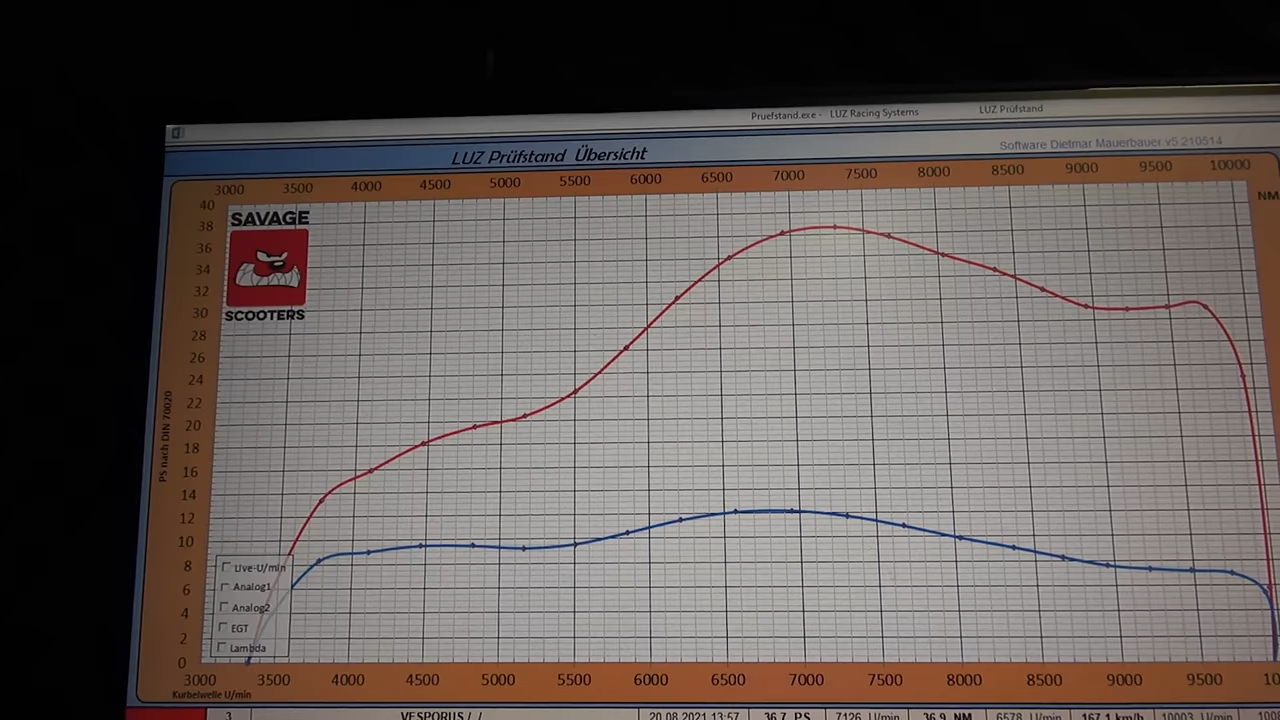 Pruefstand.exe - LUZ Racing Systems LUZ Prüfstand
LUZ Prüfstand Übersicht
Software Dietmar Mauerbauer v5 210514
3000 3500 4000 4500 5000 5500 6000 6500 7000 7500 8000 8500 9000 9500 10000
NM
40
38
36
34
32
30
28
26
24
22
20
18
16
14
12
10
8
6
4
2
0
SAVAGE
SCOOTERS
PS nach DIN 70020
Live-U/min
Analog1
Analog2
EGT
Lambda
3000 3500 4000 4500 5000 5500 6000 6500 7000 7500 8000 8500 9000 9500
Kurbelwelle U/min
3 VESPORUS / / 20.08.2021 13:57 36.7 PS 7126 U/min 36.9 NM 6578 U/min 167.1 km/h 10003 U/min